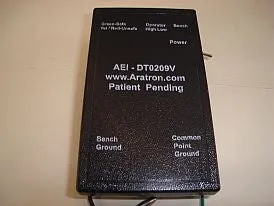 Green-Safe Operator Bench
Yel / Red-Unsafe High Low
Power
AEI - DT0209V
www.Aratron.com
Patient Pending
Bench Common
Ground Point
Ground